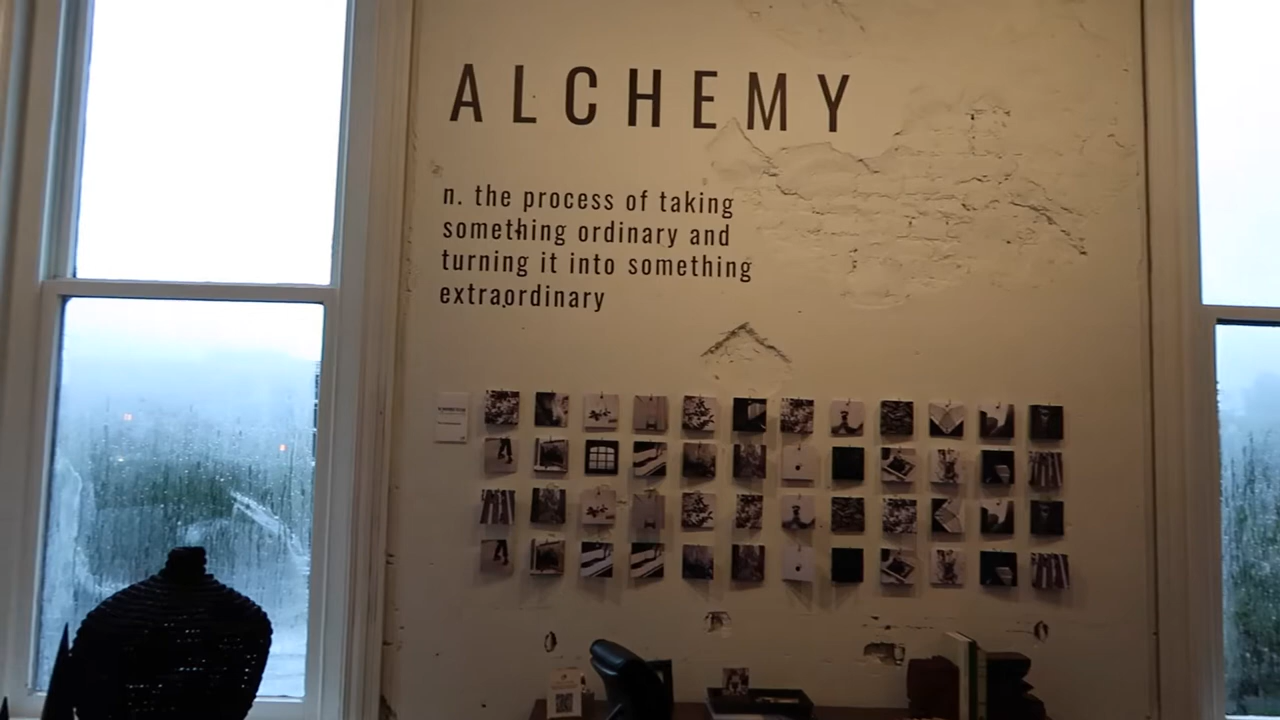 ALCHEMY
n. the process of taking
something ordinary and
turning it into something
extraordinary